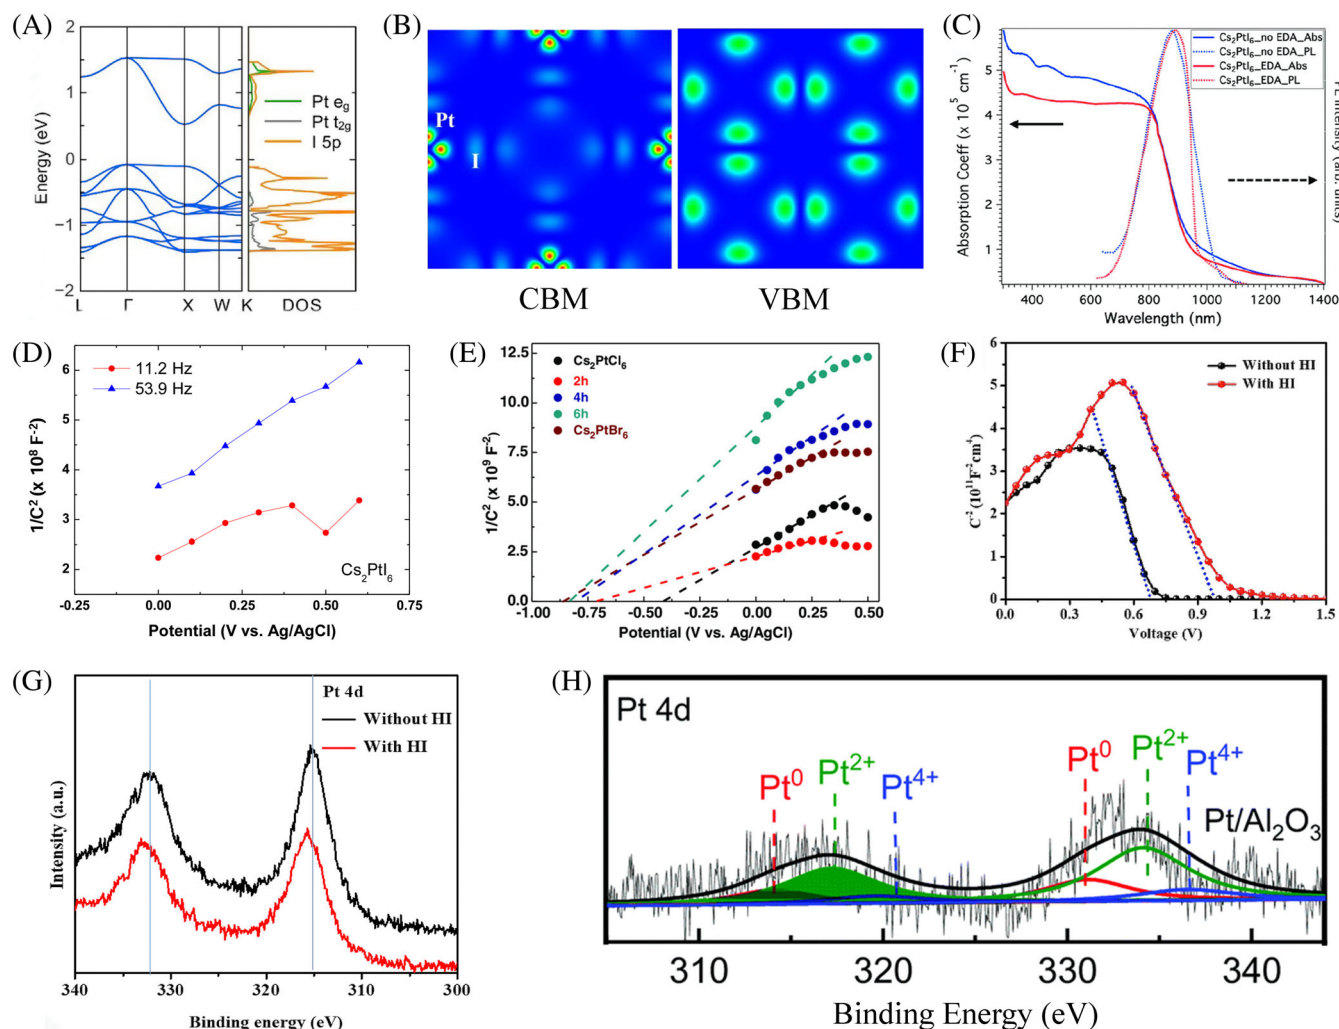 (A)
2
1
0
−1
−2
Energy (eV)
Pt eg
Pt t2g
I 5p
L Γ X W K DOS
(B)
Pt
I
CBM
VBM
(C)
Cs2PtI6_no EDA_Abs
Cs2PtI6_no EDA_PL
Cs2PtI6_EDA_Abs
Cs2PtI6_EDA_PL
5
4
3
2
1
Absorption Coeff (x 10^5 cm^-1)
400 600 800 1000 1200 1400
Wavelength (nm)
(D)
11.2 Hz
53.9 Hz
6
5
4
3
2
1/C^2 (x 10^8 F^-2)
Cs2PtI6
-0.25 0.00 0.25 0.50 0.75
Potential (V vs. Ag/AgCl)
(E)
Cs2PtCl6
2h
4h
6h
Cs2PtBr6
12.5
10.0
7.5
5.0
2.5
0.0
1/C^2 (x 10^9 F^-2)
-1.00 -0.75 -0.50 -0.25 0.00 0.25 0.50
Potential (V vs. Ag/AgCl)
(F)
Without HI
With HI
6
5
4
3
2
1
0
C^-2 (10^11F^-2cm^4)
0.0 0.3 0.6 0.9 1.2 1.5
Voltage (V)
(G)
Pt 4d
Without HI
With HI
Intensity (a.u.)
340 330 320 310 300
Binding energy (eV)
(H)
Pt 4d
Pt^0
Pt^2+
Pt^4+
Pt^0
Pt^2+
Pt^4+
Pt/Al2O3
310 320 330 340
Binding Energy (eV)